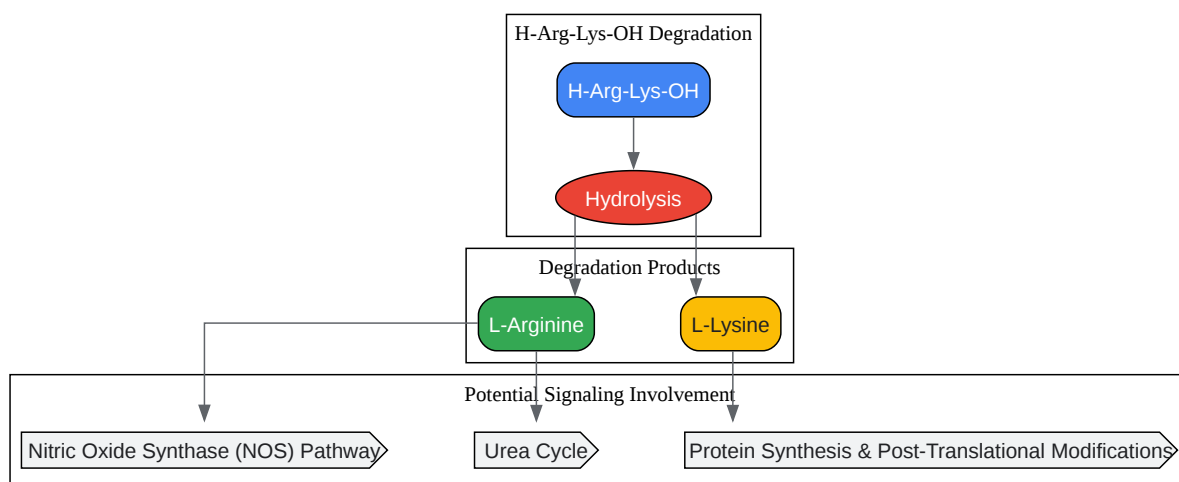 H-Arg-Lys-OH Degradation
H-Arg-Lys-OH
Hydrolysis
Degradation Products
L-Arginine
L-Lysine
Potential Signaling Involvement
Nitric Oxide Synthase (NOS) Pathway
Urea Cycle
Protein Synthesis & Post-Translational Modifications